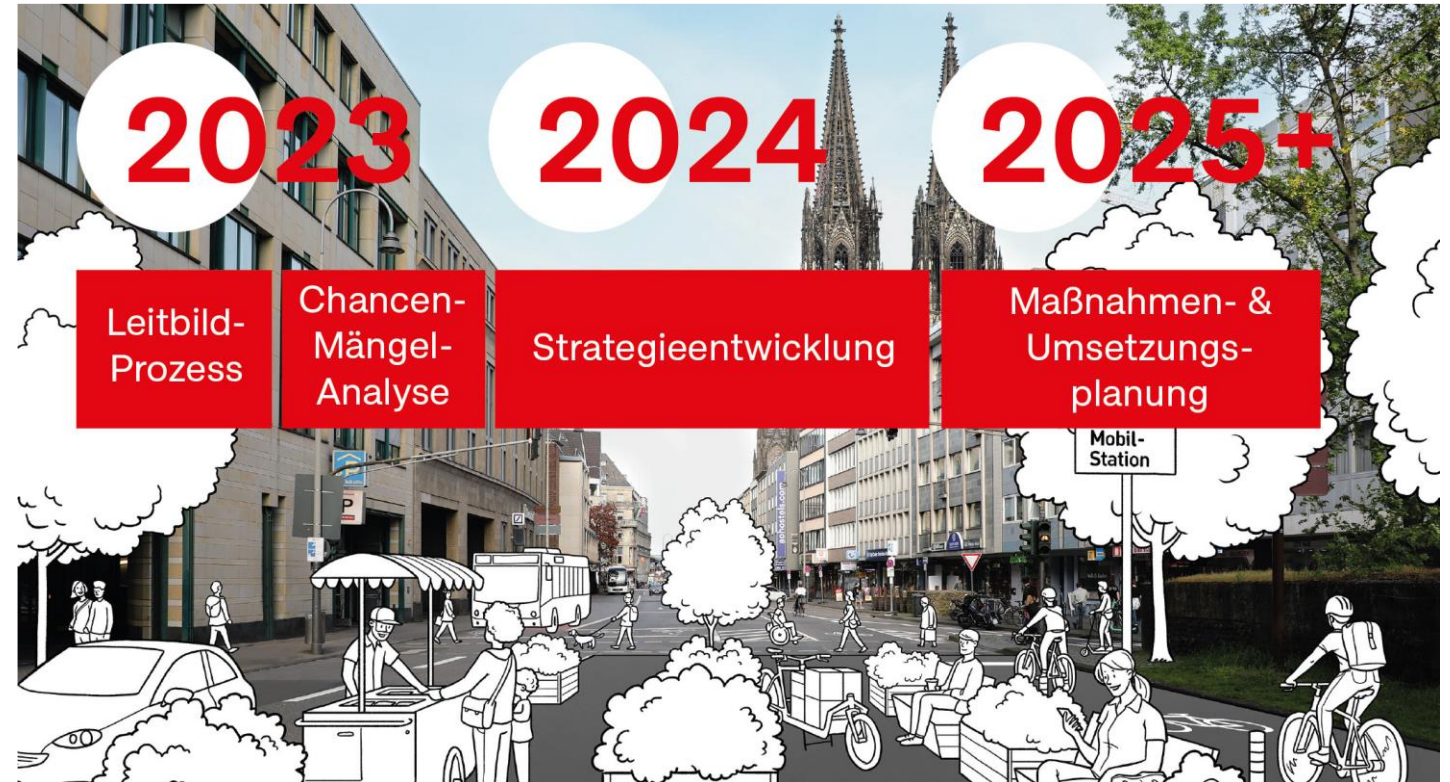 2023
2024
2025+
Leitbild-
Prozess
Chancen-
Mängel-
Analyse
Strategieentwicklung
Maßnahmen- &
Umsetzungs-
planung
Mobil-
Station
P
P